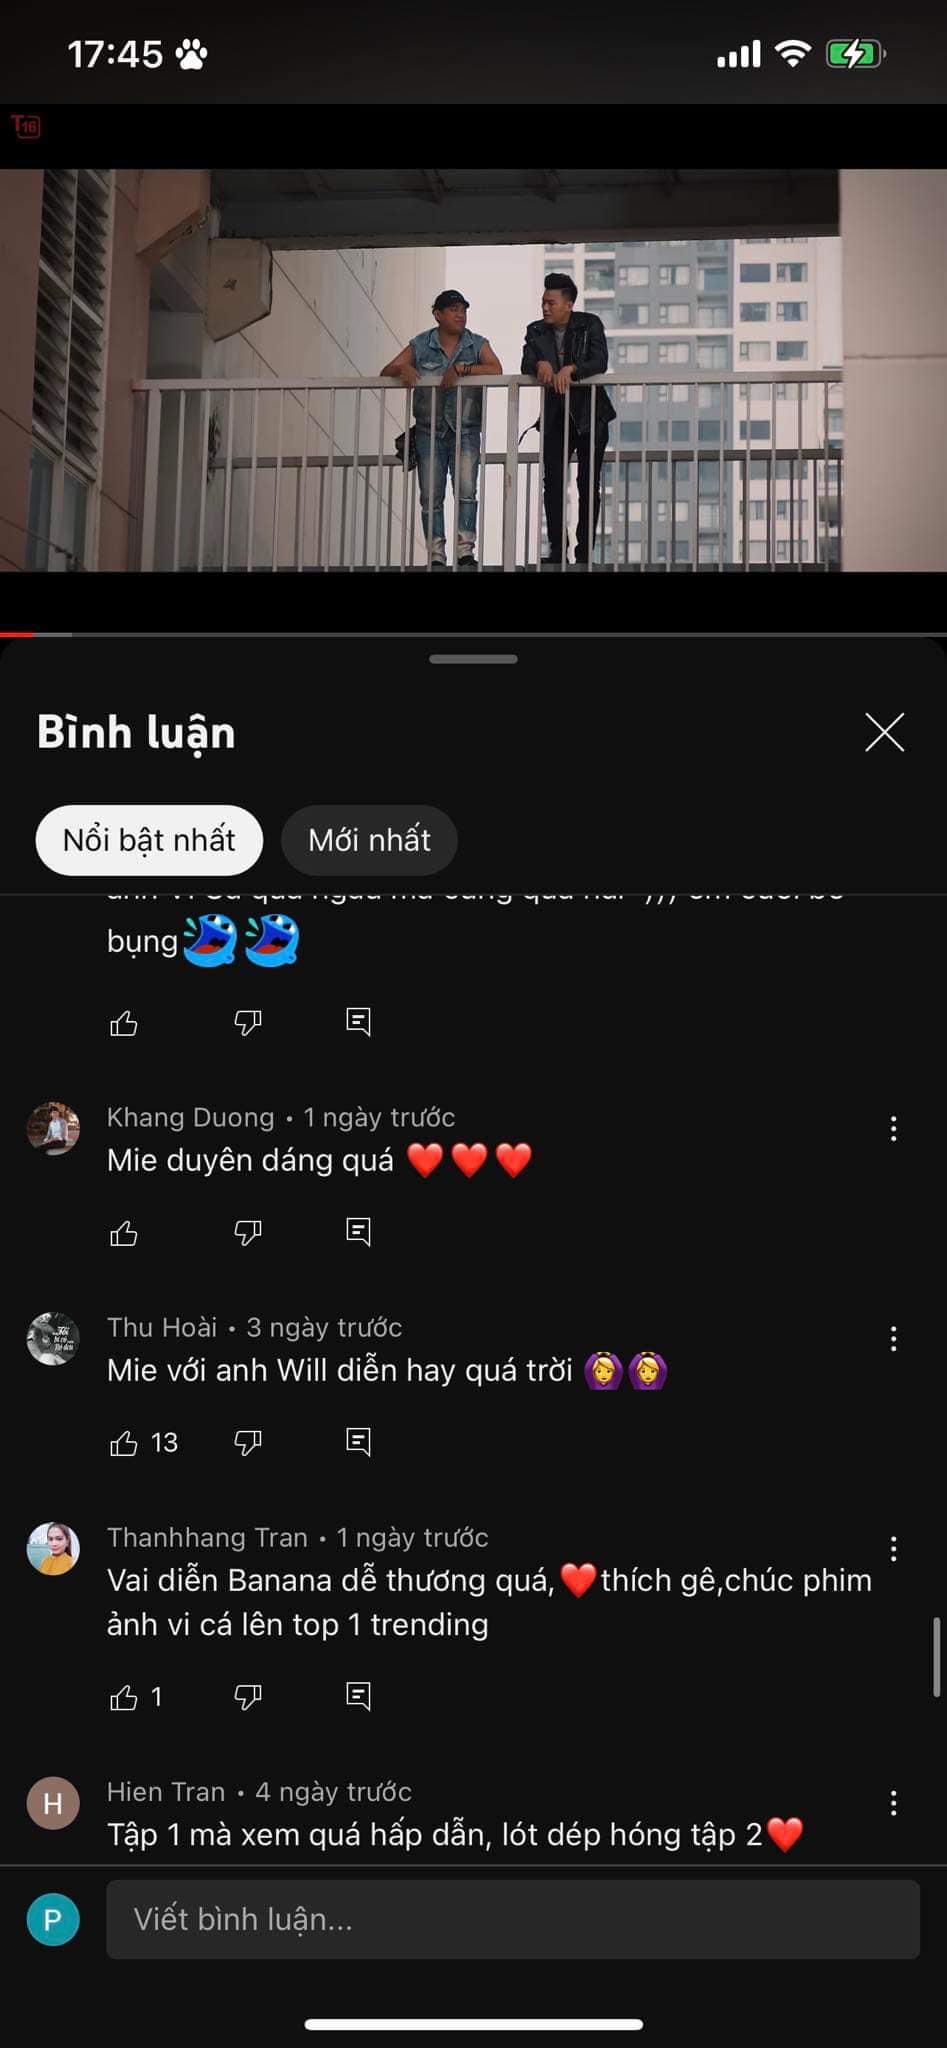 17:45
T16
Bình luận
Nổi bật nhất
Mới nhất
bụng
Khang Duong • 1 ngày trước
Mie duyên dáng quá ❤️❤️❤️
Thu Hoài • 3 ngày trước
Mie với anh Will diễn hay quá trời 🙆‍♀️🙆‍♀️
13
Thanhhang Tran • 1 ngày trước
Vai diễn Banana dễ thương quá,❤️thích gê,chúc phim
ảnh vi cá lên top 1 trending
1
H
Hien Tran • 4 ngày trước
Tập 1 mà xem quá hấp dẫn, lót dép hóng tập 2❤️
P
Viết bình luận...